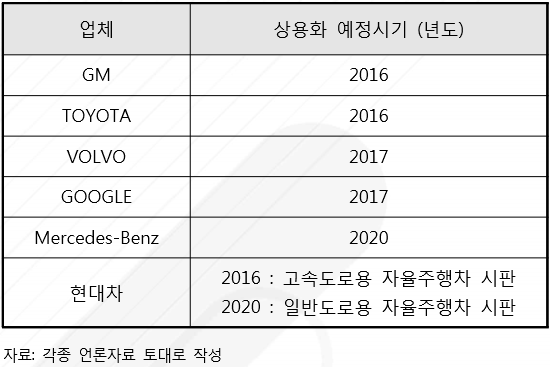 업체 상용화 예정시기 (년도)
GM 2016
TOYOTA 2016
VOLVO 2017
GOOGLE 2017
Mercedes-Benz 2020
현대차 2016 : 고속도로용 자율주행차 시판
2020 : 일반도로용 자율주행차 시판
자료: 각종 언론자료 토대로 작성